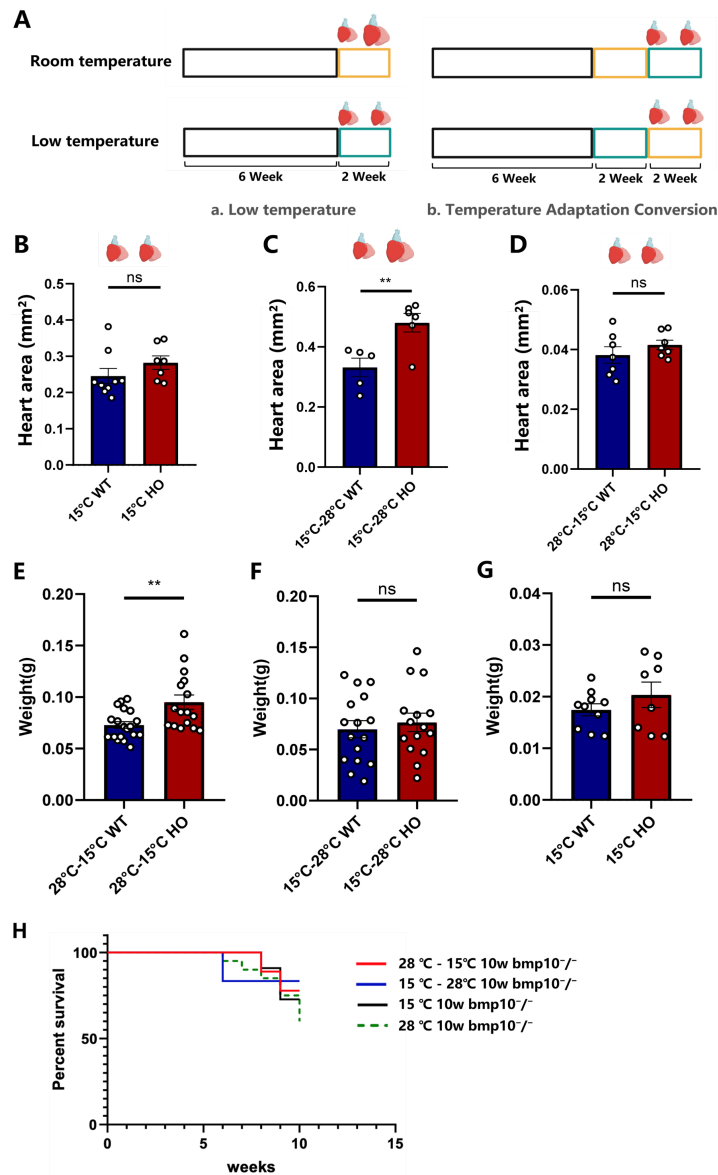 A
Room temperature
Low temperature
6 Week
2 Week
6 Week
2 Week
2 Week
a. Low temperature
b. Temperature Adaptation Conversion
B
ns
Heart area (mm²)
0.5
0.4
0.3
0.2
0.1
0.0
15°C WT
15°C HO
C
**
Heart area (mm²)
0.6
0.4
0.2
0.0
15°C-28°C WT
15°C-28°C HO
D
ns
Heart area (mm²)
0.06
0.04
0.02
0.00
28°C-15°C WT
28°C-15°C HO
E
**
Weight(g)
0.20
0.15
0.10
0.05
0.00
28°C-15°C WT
28°C-15°C HO
F
ns
Weight(g)
0.20
0.15
0.10
0.05
0.00
15°C-28°C WT
15°C-28°C HO
G
ns
Weight(g)
0.04
0.03
0.02
0.01
0.00
15°C WT
15°C HO
H
Percent survival
100
50
0
0
5
10
15
weeks
28 ℃ - 15℃ 10w bmp10⁻/⁻
15 ℃ - 28℃ 10w bmp10⁻/⁻
15 ℃ 10w bmp10⁻/⁻
28 ℃ 10w bmp10⁻/⁻